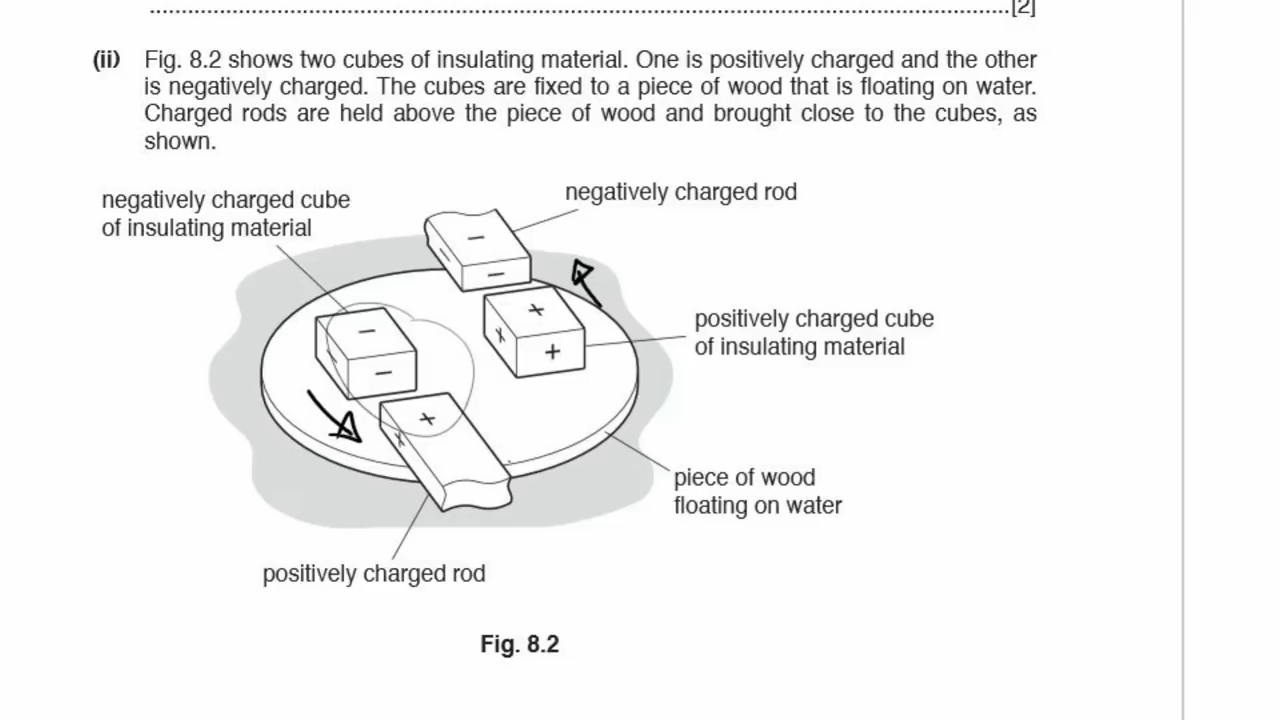 [2]
(ii) Fig. 8.2 shows two cubes of insulating material. One is positively charged and the other
is negatively charged. The cubes are fixed to a piece of wood that is floating on water.
Charged rods are held above the piece of wood and brought close to the cubes, as
shown.
negatively charged cube
of insulating material
negatively charged rod
−
−
−
+
+
+
−
−
−
+
+
positively charged cube
of insulating material
piece of wood
floating on water
positively charged rod
Fig. 8.2